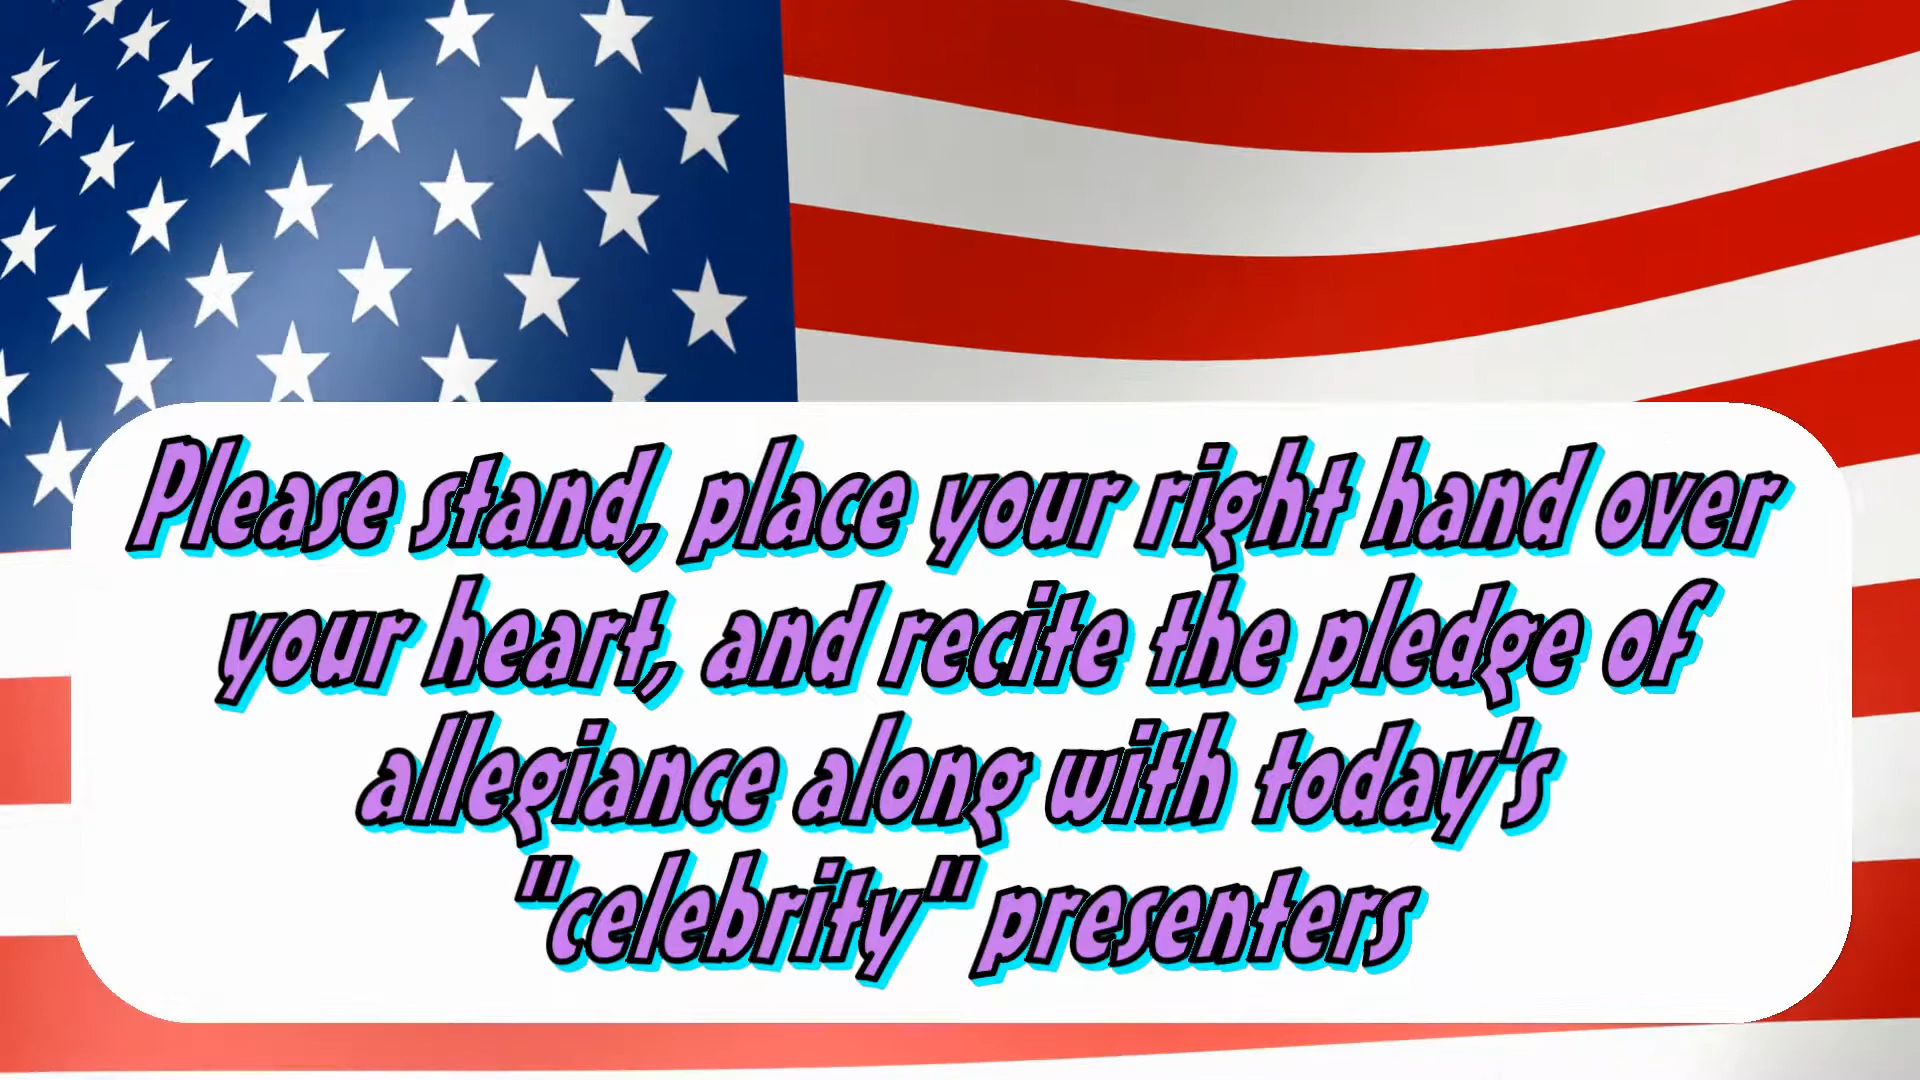 Please stand, place your right hand over
your heart, and recite the pledge of
allegiance along with today's
"celebrity" presenters